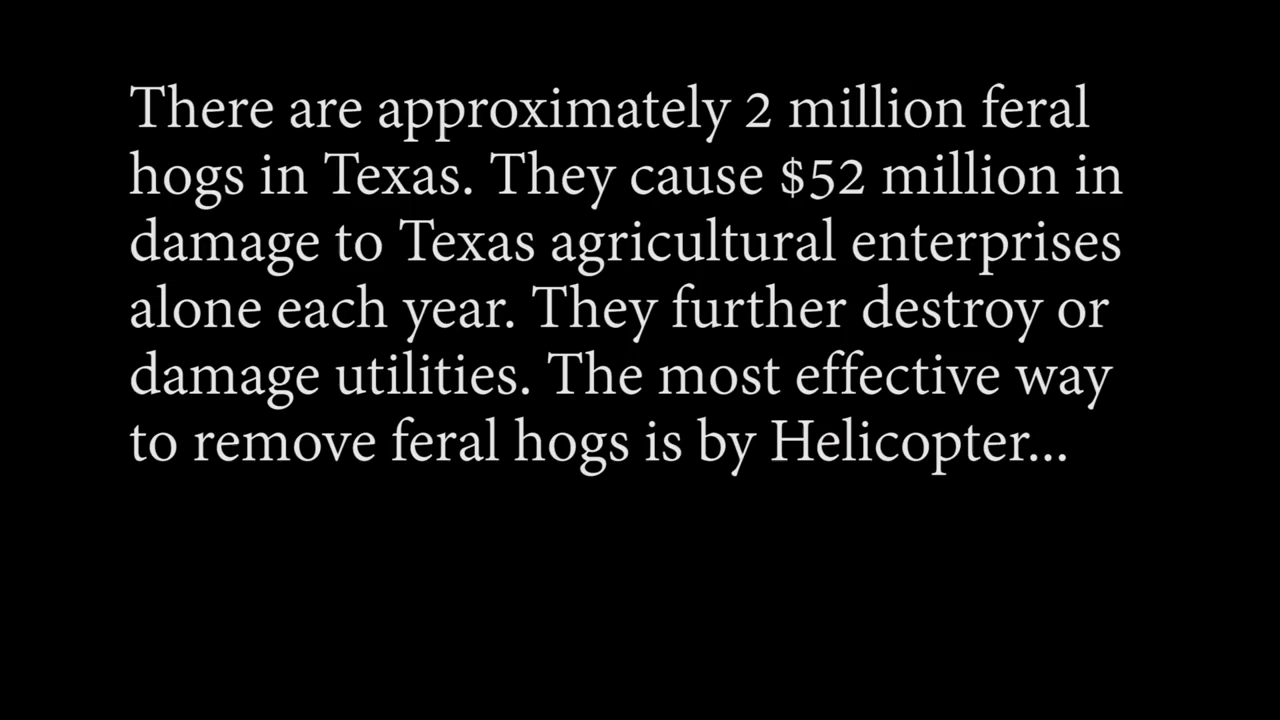 There are approximately 2 million feral
hogs in Texas. They cause $52 million in
damage to Texas agricultural enterprises
alone each year. They further destroy or
damage utilities. The most effective way
to remove feral hogs is by Helicopter...